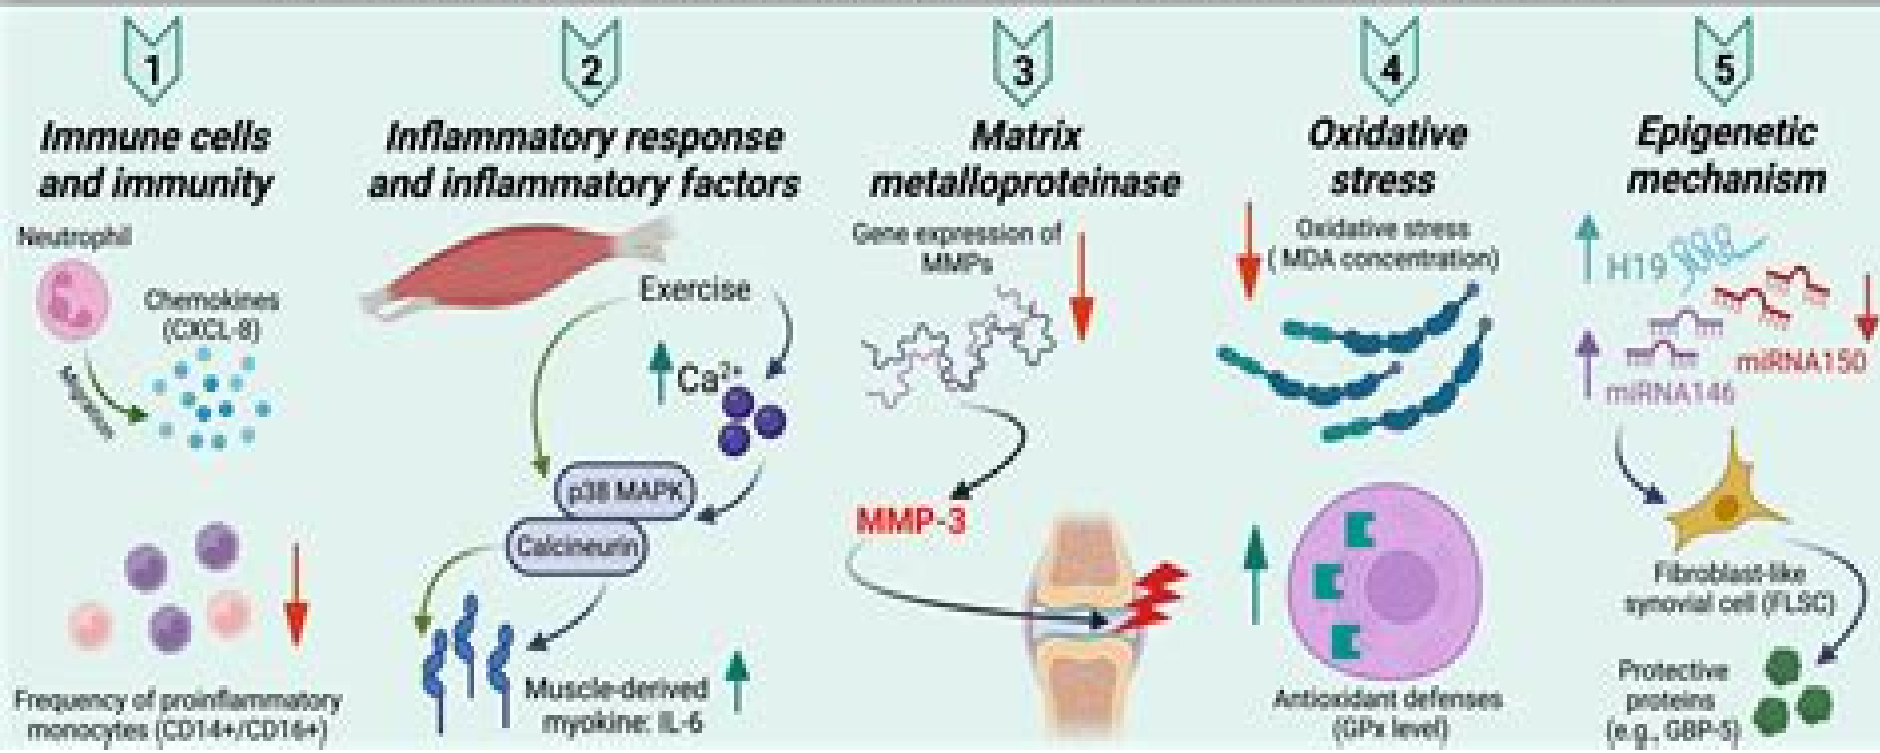 1
Immune cells
and immunity
Neutrophil
Chemokines
(CXCL-8)
Migration
Frequency of proinflammatory
monocytes (CD14+/CD16+)
2
Inflammatory response
and inflammatory factors
Exercise
Ca²⁺
p38 MAPK
Calcineurin
Muscle-derived
myokine: IL-6
3
Matrix
metalloproteinase
Gene expression of
MMPs
MMP-3
4
Oxidative
stress
Oxidative stress
( MDA concentration)
Antioxidant defenses
(GPx level)
5
Epigenetic
mechanism
H19
miRNA150
miRNA146
Fibroblast-like
synovial cell (FLSC)
Protective
proteins
(e.g., GBP-5)